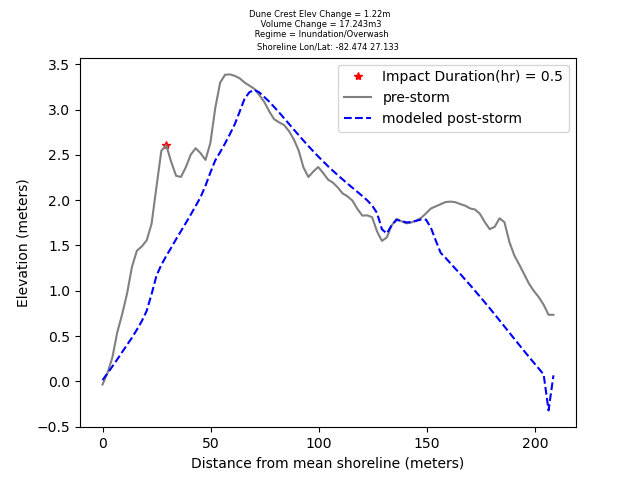 Dune Crest Elev Change = 1.22m
Volume Change = 17.243m3
Regime = Inundation/Overwash
Shoreline Lon/Lat: -82.474 27.133
Impact Duration(hr) = 0.5
pre-storm
modeled post-storm
3.5
3.0
2.5
2.0
1.5
1.0
0.5
0.0
−0.5
Elevation (meters)
0 50 100 150 200
Distance from mean shoreline (meters)